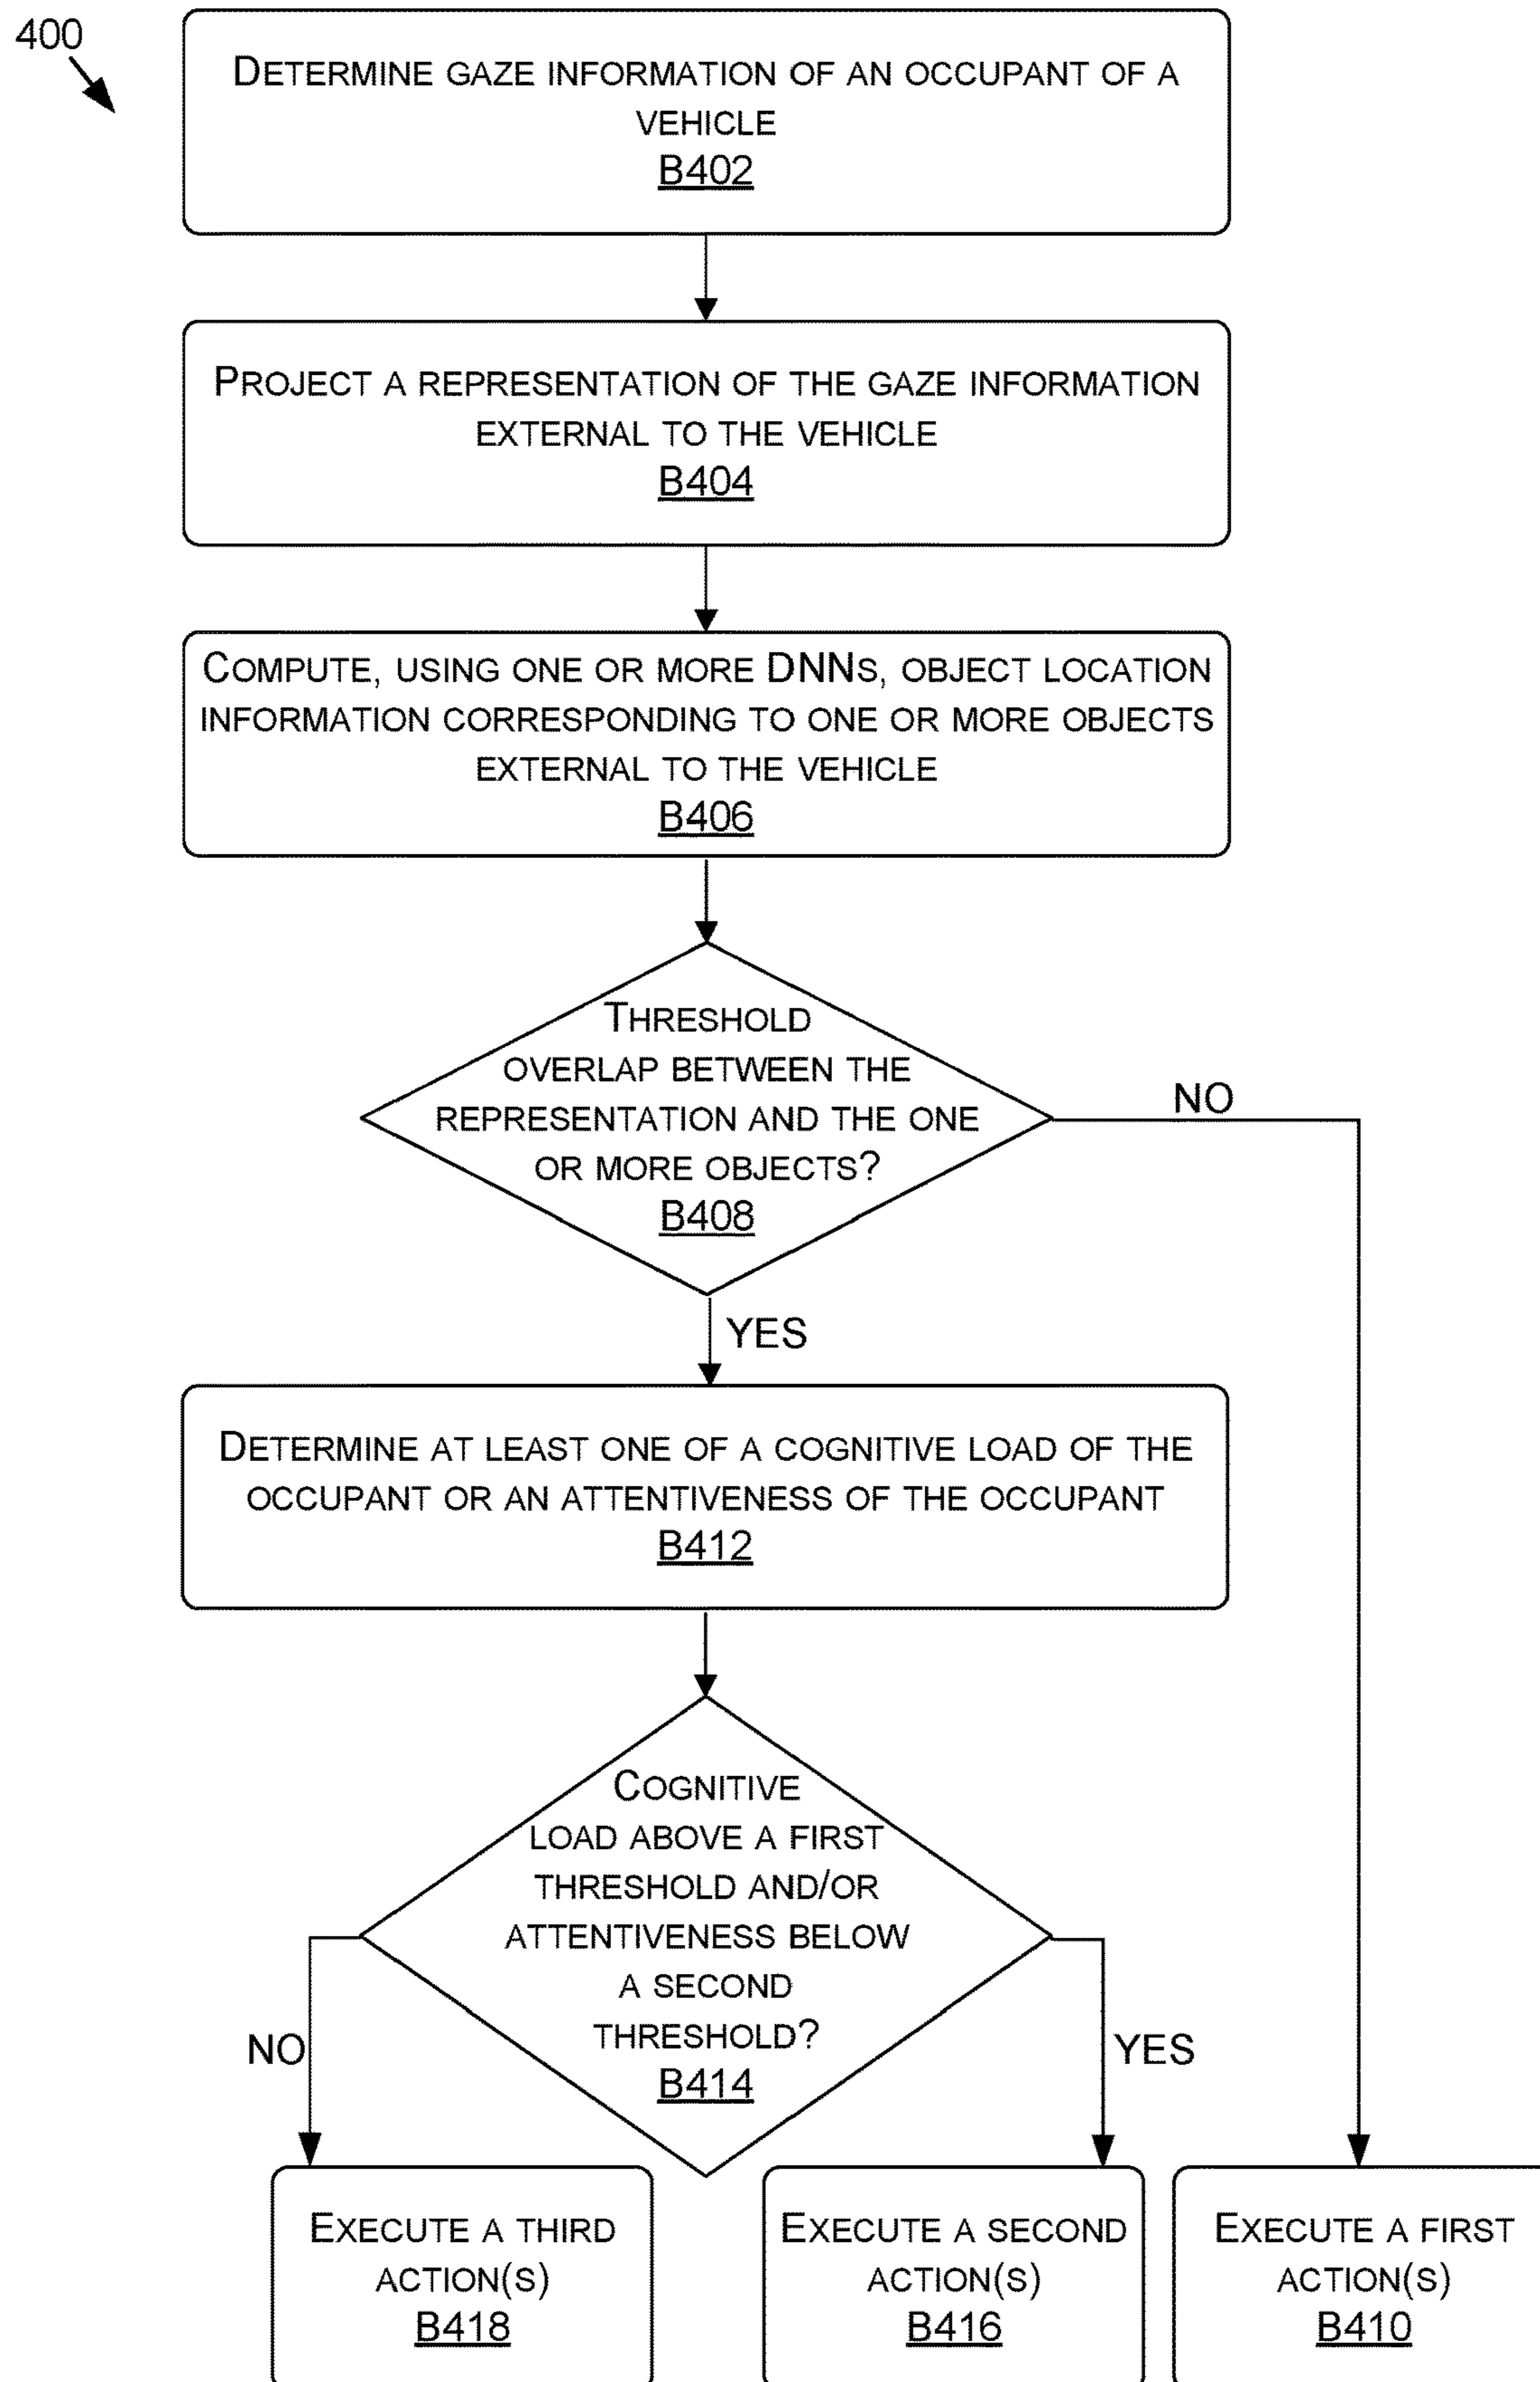 400
Determine gaze information of an occupant of a
vehicle
B402
Project a representation of the gaze information
external to the vehicle
B404
Compute, using one or more DNNs, object location
information corresponding to one or more objects
external to the vehicle
B406
Threshold
overlap between the
representation and the one
or more objects?
B408
NO
YES
Determine at least one of a cognitive load of the
occupant or an attentiveness of the occupant
B412
Cognitive
load above a first
threshold and/or
attentiveness below
a second
threshold?
B414
NO
YES
Execute a third
action(s)
B418
Execute a second
action(s)
B416
Execute a first
action(s)
B410